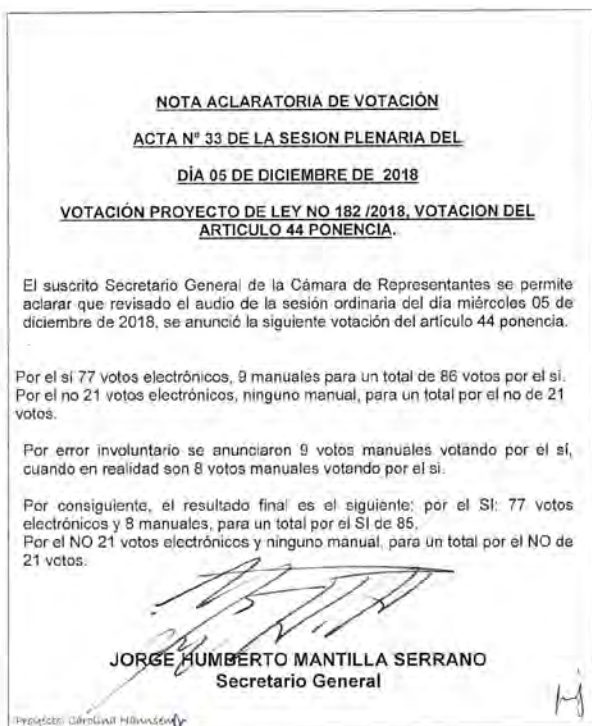 NOTA ACLARATORIA DE VOTACIÓN
ACTA Nº 33 DE LA SESION PLENARIA DEL
DÍA 05 DE DICIEMBRE DE 2018
VOTACIÓN PROYECTO DE LEY NO 182 /2018, VOTACION DEL
ARTICULO 44 PONENCIA.
El suscrito Secretario General de la Cámara de Representantes se permite
aclarar que revisado el audio de la sesión ordinaria del día miércoles 05 de
diciembre de 2018, se anunció la siguiente votación del artículo 44 ponencia.
Por el sí 77 votos electrónicos, 9 manuales para un total de 86 votos por el si.
Por el no 21 votos electrónicos, ninguno manual, para un total por el no de 21
votos.
Por error involuntario se anunciaron 9 votos manuales votando por el sí,
cuando en realidad son 8 votos manuales votando por el si.
Por consiguiente, el resultado final es el siguiente: por el SI: 77 votos
electrónicos y 8 manuales, para un total por el SI de 85.
Por el NO 21 votos electrónicos y ninguno manual, para un total por el NO de
21 votos.
JORGE HUMBERTO MANTILLA SERRANO
Secretario General
Carolina